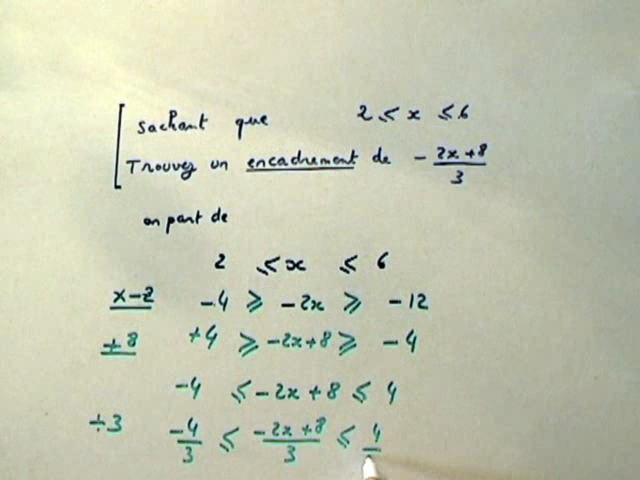 Sachant que 2 ≤ x ≤ 6
Trouvez un encadrement de - 2x+8 / 3
on part de
2 ≤ x ≤ 6
x-2 -4 ≥ -2x ≥ -12
+8 +4 ≥ -2x+8 ≥ -4
-4 ≤ -2x+8 ≤ 4
÷3 -4/3 ≤ -2x+8/3 ≤ 4/